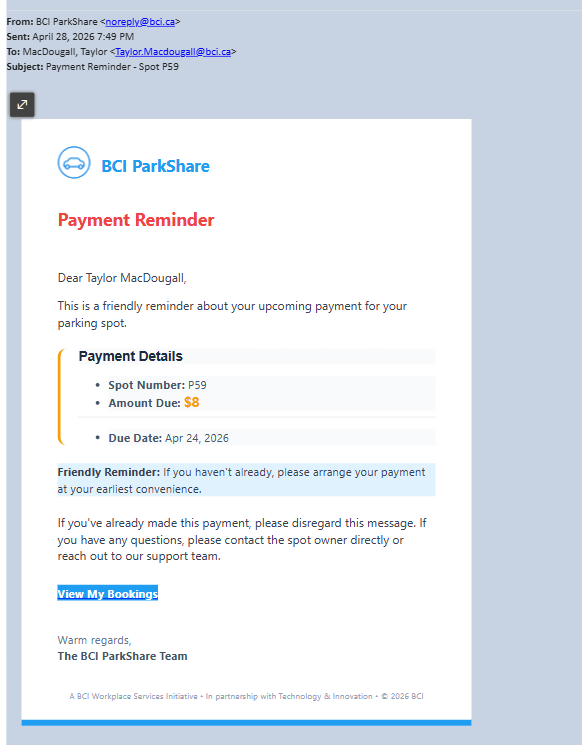 From: BCI ParkShare <noreply@bci.ca>
Sent: April 28, 2026 7:49 PM
To: MacDougall, Taylor <Taylor.Macdougall@bci.ca>
Subject: Payment Reminder - Spot P59
BCI ParkShare
Payment Reminder
Dear Taylor MacDougall,
This is a friendly reminder about your upcoming payment for your
parking spot.
Payment Details
• Spot Number: P59
• Amount Due: $8
• Due Date: Apr 24, 2026
Friendly Reminder: If you haven't already, please arrange your payment
at your earliest convenience.
If you've already made this payment, please disregard this message. If
you have any questions, please contact the spot owner directly or
reach out to our support team.
View My Bookings
Warm regards,
The BCI ParkShare Team
A BCI Workplace Services Initiative • In partnership with Technology & Innovation • © 2026 BCI